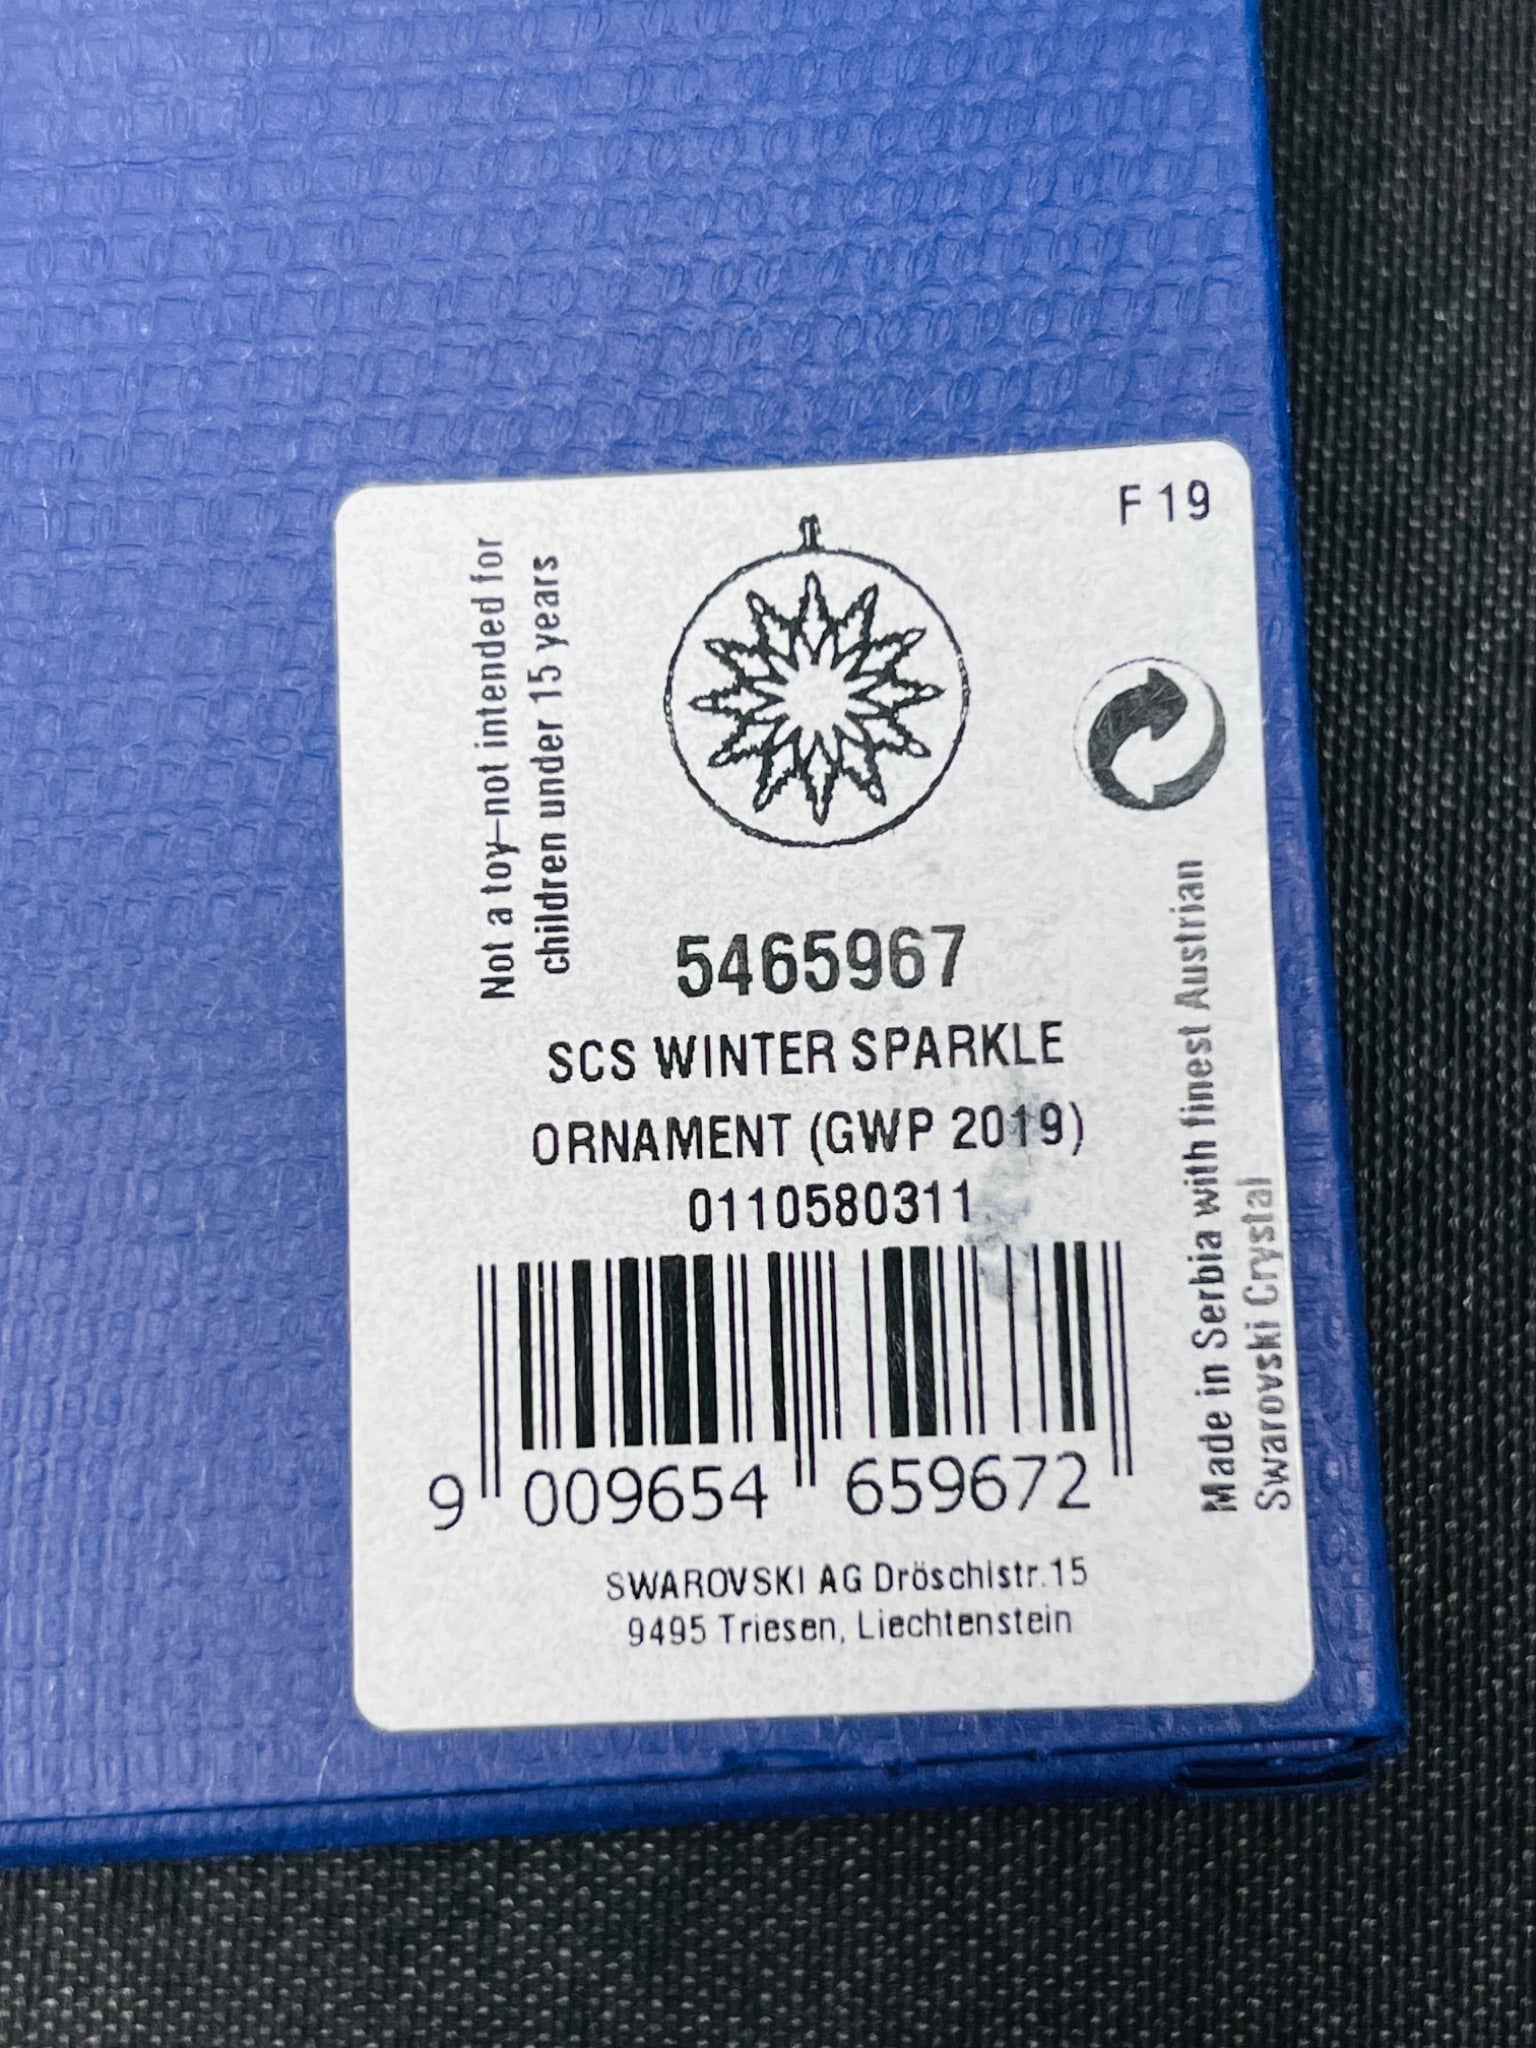 F 19
Not a toy–not intended for
children under 15 years
5465967
SCS WINTER SPARKLE
ORNAMENT (GWP 2019)
0110580311
9 009654 659672
Made in Serbia with finest Austrian
Swarovski Crystal
SWAROVSKI AG Dröschistr.15
9495 Triesen, Liechtenstein